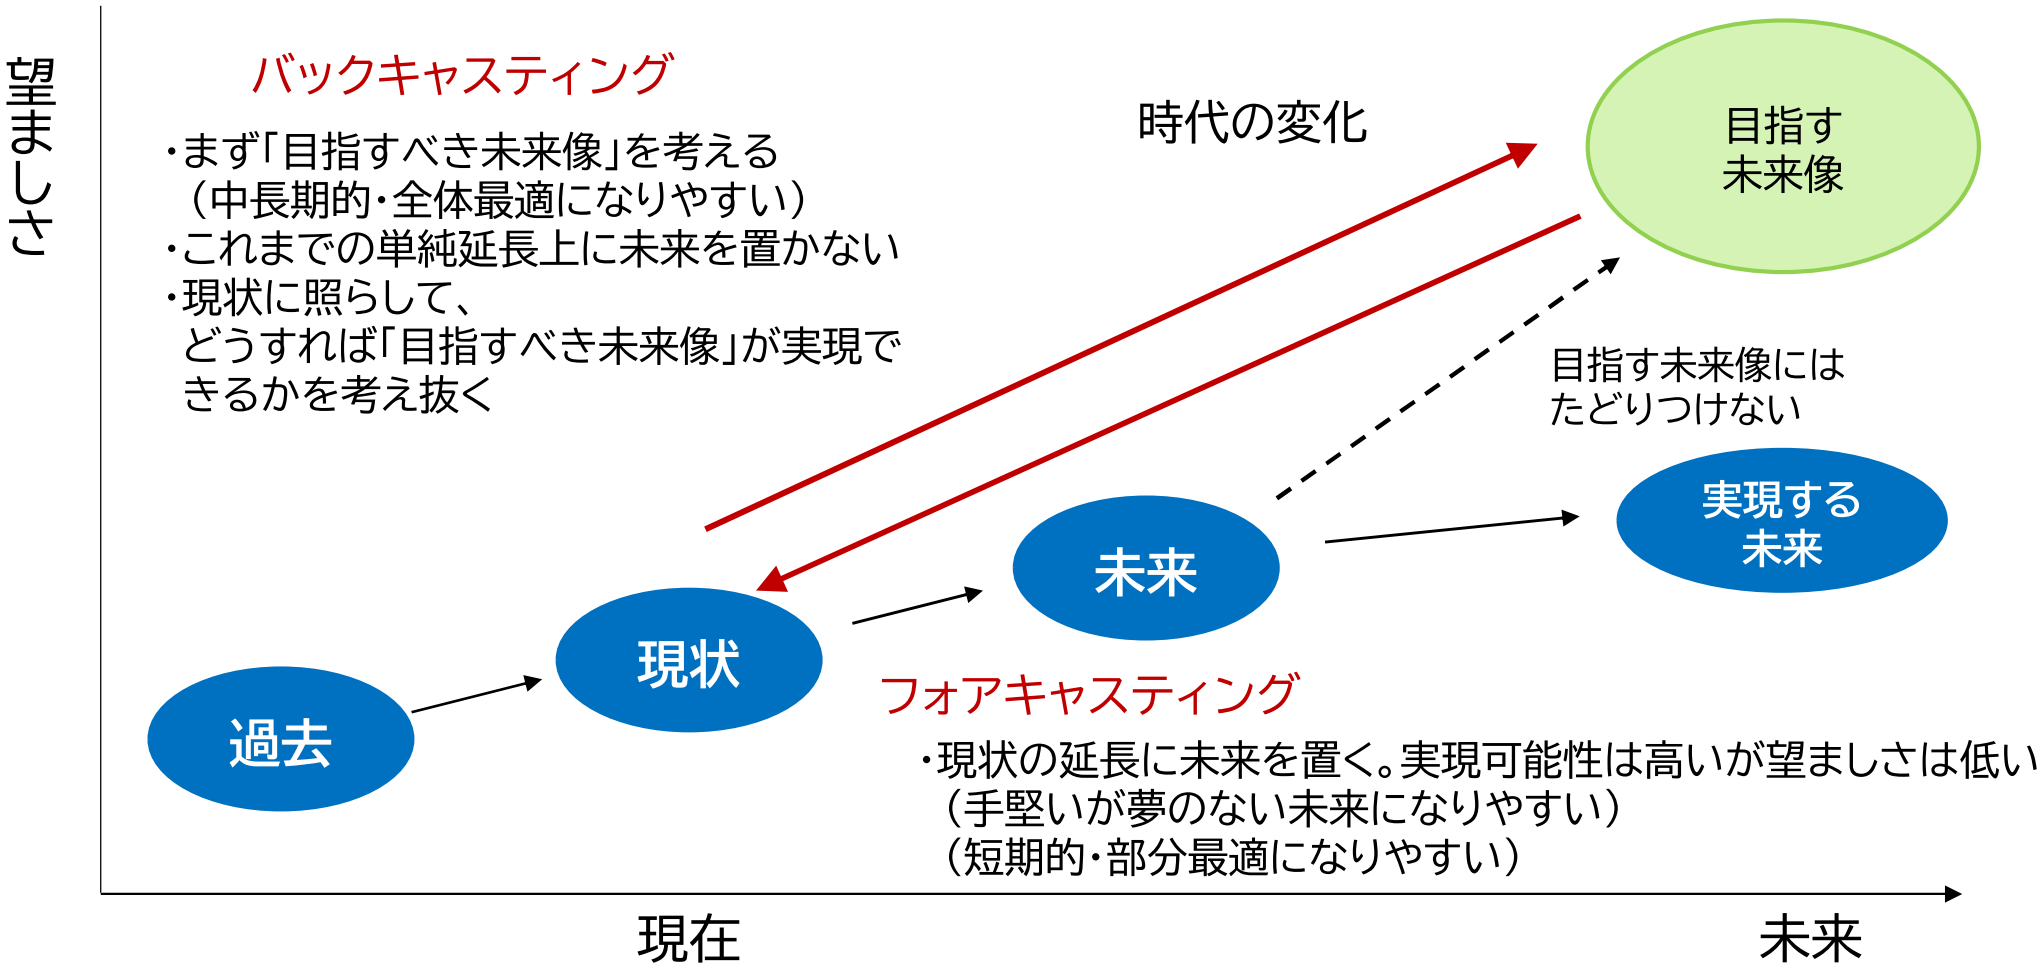 望ましさ
バックキャスティング
・まず「目指すべき未来像」を考える
（中長期的・全体最適になりやすい）
・これまでの単純延長上に未来を置かない
・現状に照らして、
どうすれば「目指すべき未来像」が実現で
きるかを考え抜く
時代の変化
目指す
未来像
目指す未来像には
たどりつけない
実現する
未来
未来
現状
過去
フォアキャスティング
・現状の延長に未来を置く。実現可能性は高いが望ましさは低い
（手堅いが夢のない未来になりやすい）
（短期的・部分最適になりやすい）
現在
未来